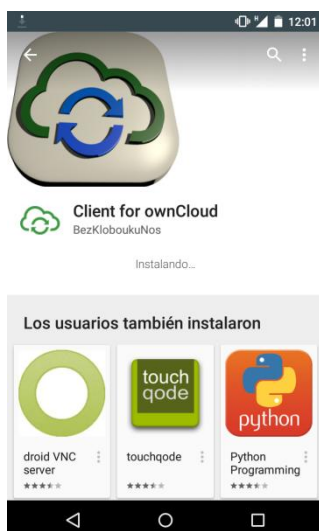 H
12:01
Client for ownCloud
BezKloboukuNos
Instalando...
Los usuarios también instalaron
touch
qode
python
droid VNC
server
touchqode
Python
Programming